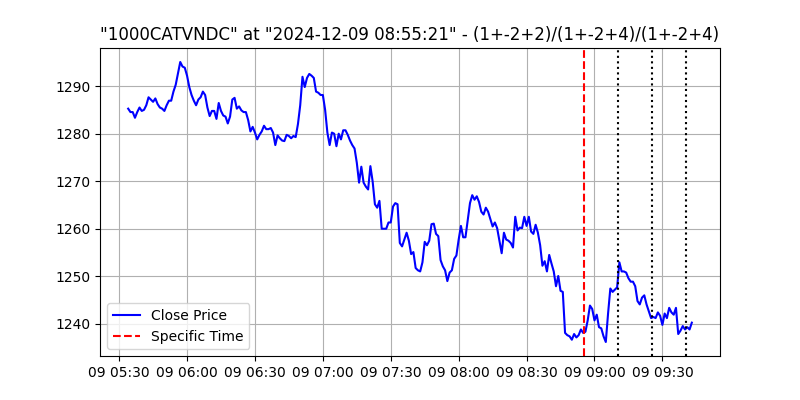 "1000CATVNDC" at "2024-12-09 08:55:21" - (1+-2+2)/(1+-2+4)/(1+-2+4)
1290
1280
1270
1260
1250
1240
Close Price
Specific Time
09 05:30 09 06:00 09 06:30 09 07:00 09 07:30 09 08:00 09 08:30 09 09:00 09 09:30